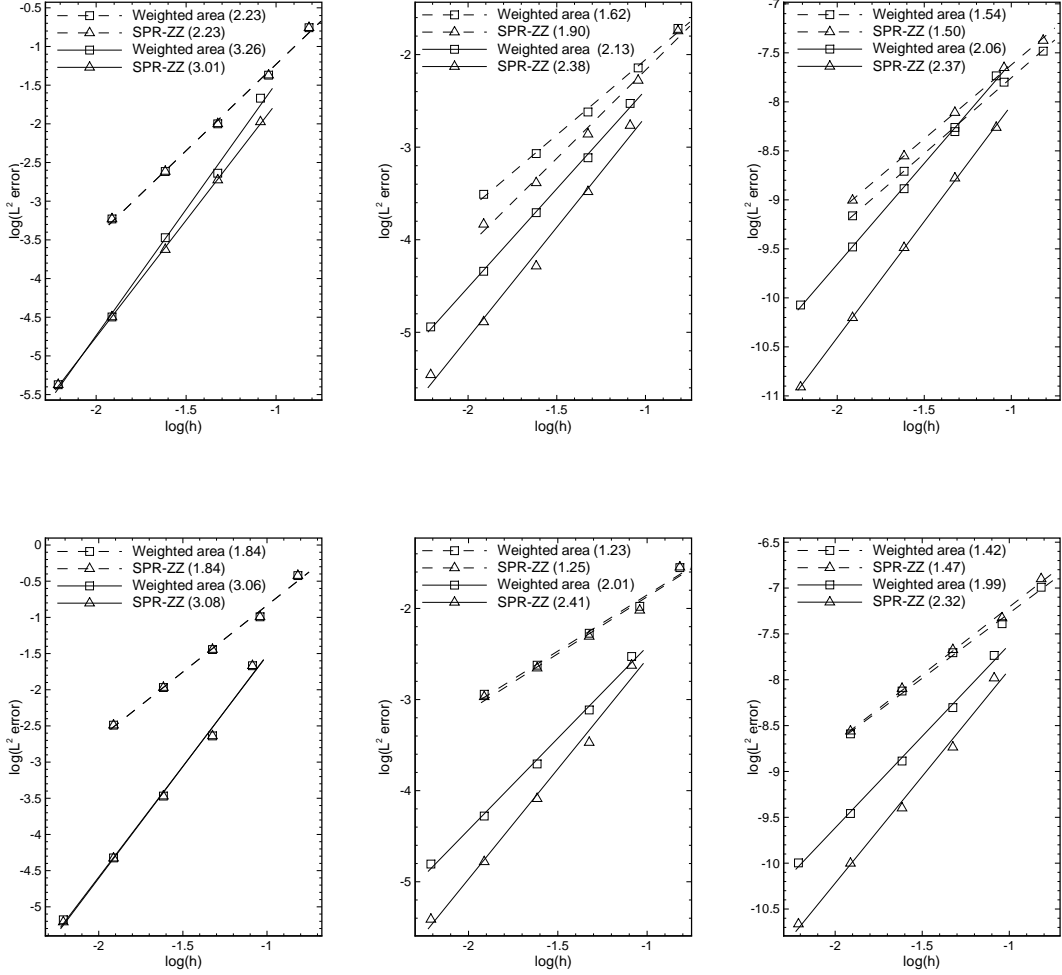 Weighted area (2.23)
SPR-ZZ (2.23)
Weighted area (3.26)
SPR-ZZ (3.01)
-0.5
-1
-1.5
-2
-2.5
-3
-3.5
-4
-4.5
-5
-5.5
log(L² error)
-2
-1.5
-1
log(h)
Weighted area (1.62)
SPR-ZZ (1.90)
Weighted area (2.13)
SPR-ZZ (2.38)
-2
-3
-4
-5
log(L² error)
-2
-1.5
-1
log(h)
Weighted area (1.54)
SPR-ZZ (1.50)
Weighted area (2.06)
SPR-ZZ (2.37)
-7
-7.5
-8
-8.5
-9
-9.5
-10
-10.5
-11
log(L² error)
-2
-1.5
-1
log(h)
Weighted area (1.84)
SPR-ZZ (1.84)
Weighted area (3.06)
SPR-ZZ (3.08)
0
-0.5
-1
-1.5
-2
-2.5
-3
-3.5
-4
-4.5
-5
log(L² error)
-2
-1.5
-1
log(h)
Weighted area (1.23)
SPR-ZZ (1.25)
Weighted area (2.01)
SPR-ZZ (2.41)
-2
-3
-4
-5
log(L² error)
-2
-1.5
-1
log(h)
Weighted area (1.42)
SPR-ZZ (1.47)
Weighted area (1.99)
SPR-ZZ (2.32)
-6.5
-7
-7.5
-8
-8.5
-9
-9.5
-10
-10.5
log(L² error)
-2
-1.5
-1
log(h)